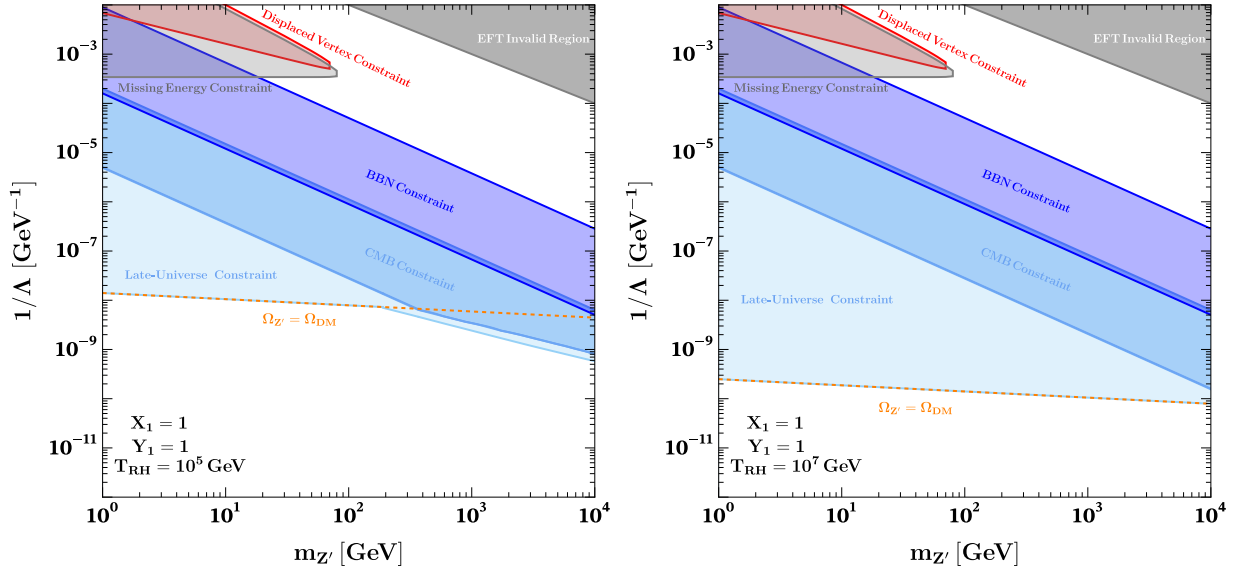 Displaced Vertex Constraint
EFT Invalid Region
Missing Energy Constraint
BBN Constraint
CMB Constraint
Late-Universe Constraint
Ω_Z′ = Ω_DM
X₁ = 1
Y₁ = 1
T_RH = 10⁵ GeV
10⁻³
10⁻⁵
10⁻⁷
10⁻⁹
10⁻¹¹
1/Λ [GeV⁻¹]
10⁰
10¹
10²
10³
10⁴
m_Z′ [GeV]
Displaced Vertex Constraint
EFT Invalid Region
Missing Energy Constraint
BBN Constraint
CMB Constraint
Late-Universe Constraint
Ω_Z′ = Ω_DM
X₁ = 1
Y₁ = 1
T_RH = 10⁷ GeV
10⁻³
10⁻⁵
10⁻⁷
10⁻⁹
10⁻¹¹
1/Λ [GeV⁻¹]
10⁰
10¹
10²
10³
10⁴
m_Z′ [GeV]